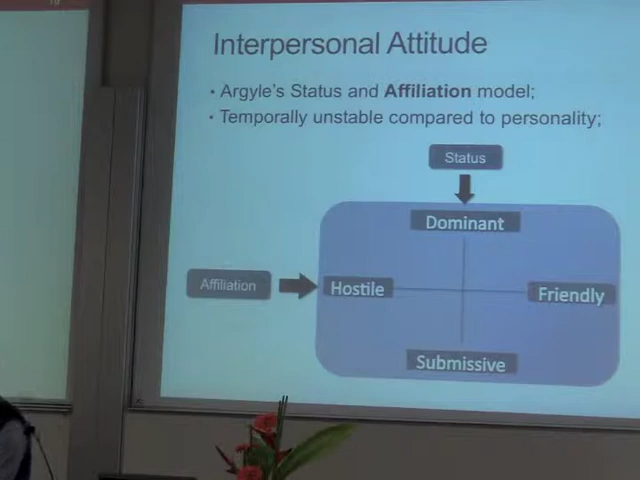 Interpersonal Attitude
• Argyle's Status and Affiliation model;
• Temporally unstable compared to personality;
Status
Dominant
Affiliation
Hostile
Friendly
Submissive